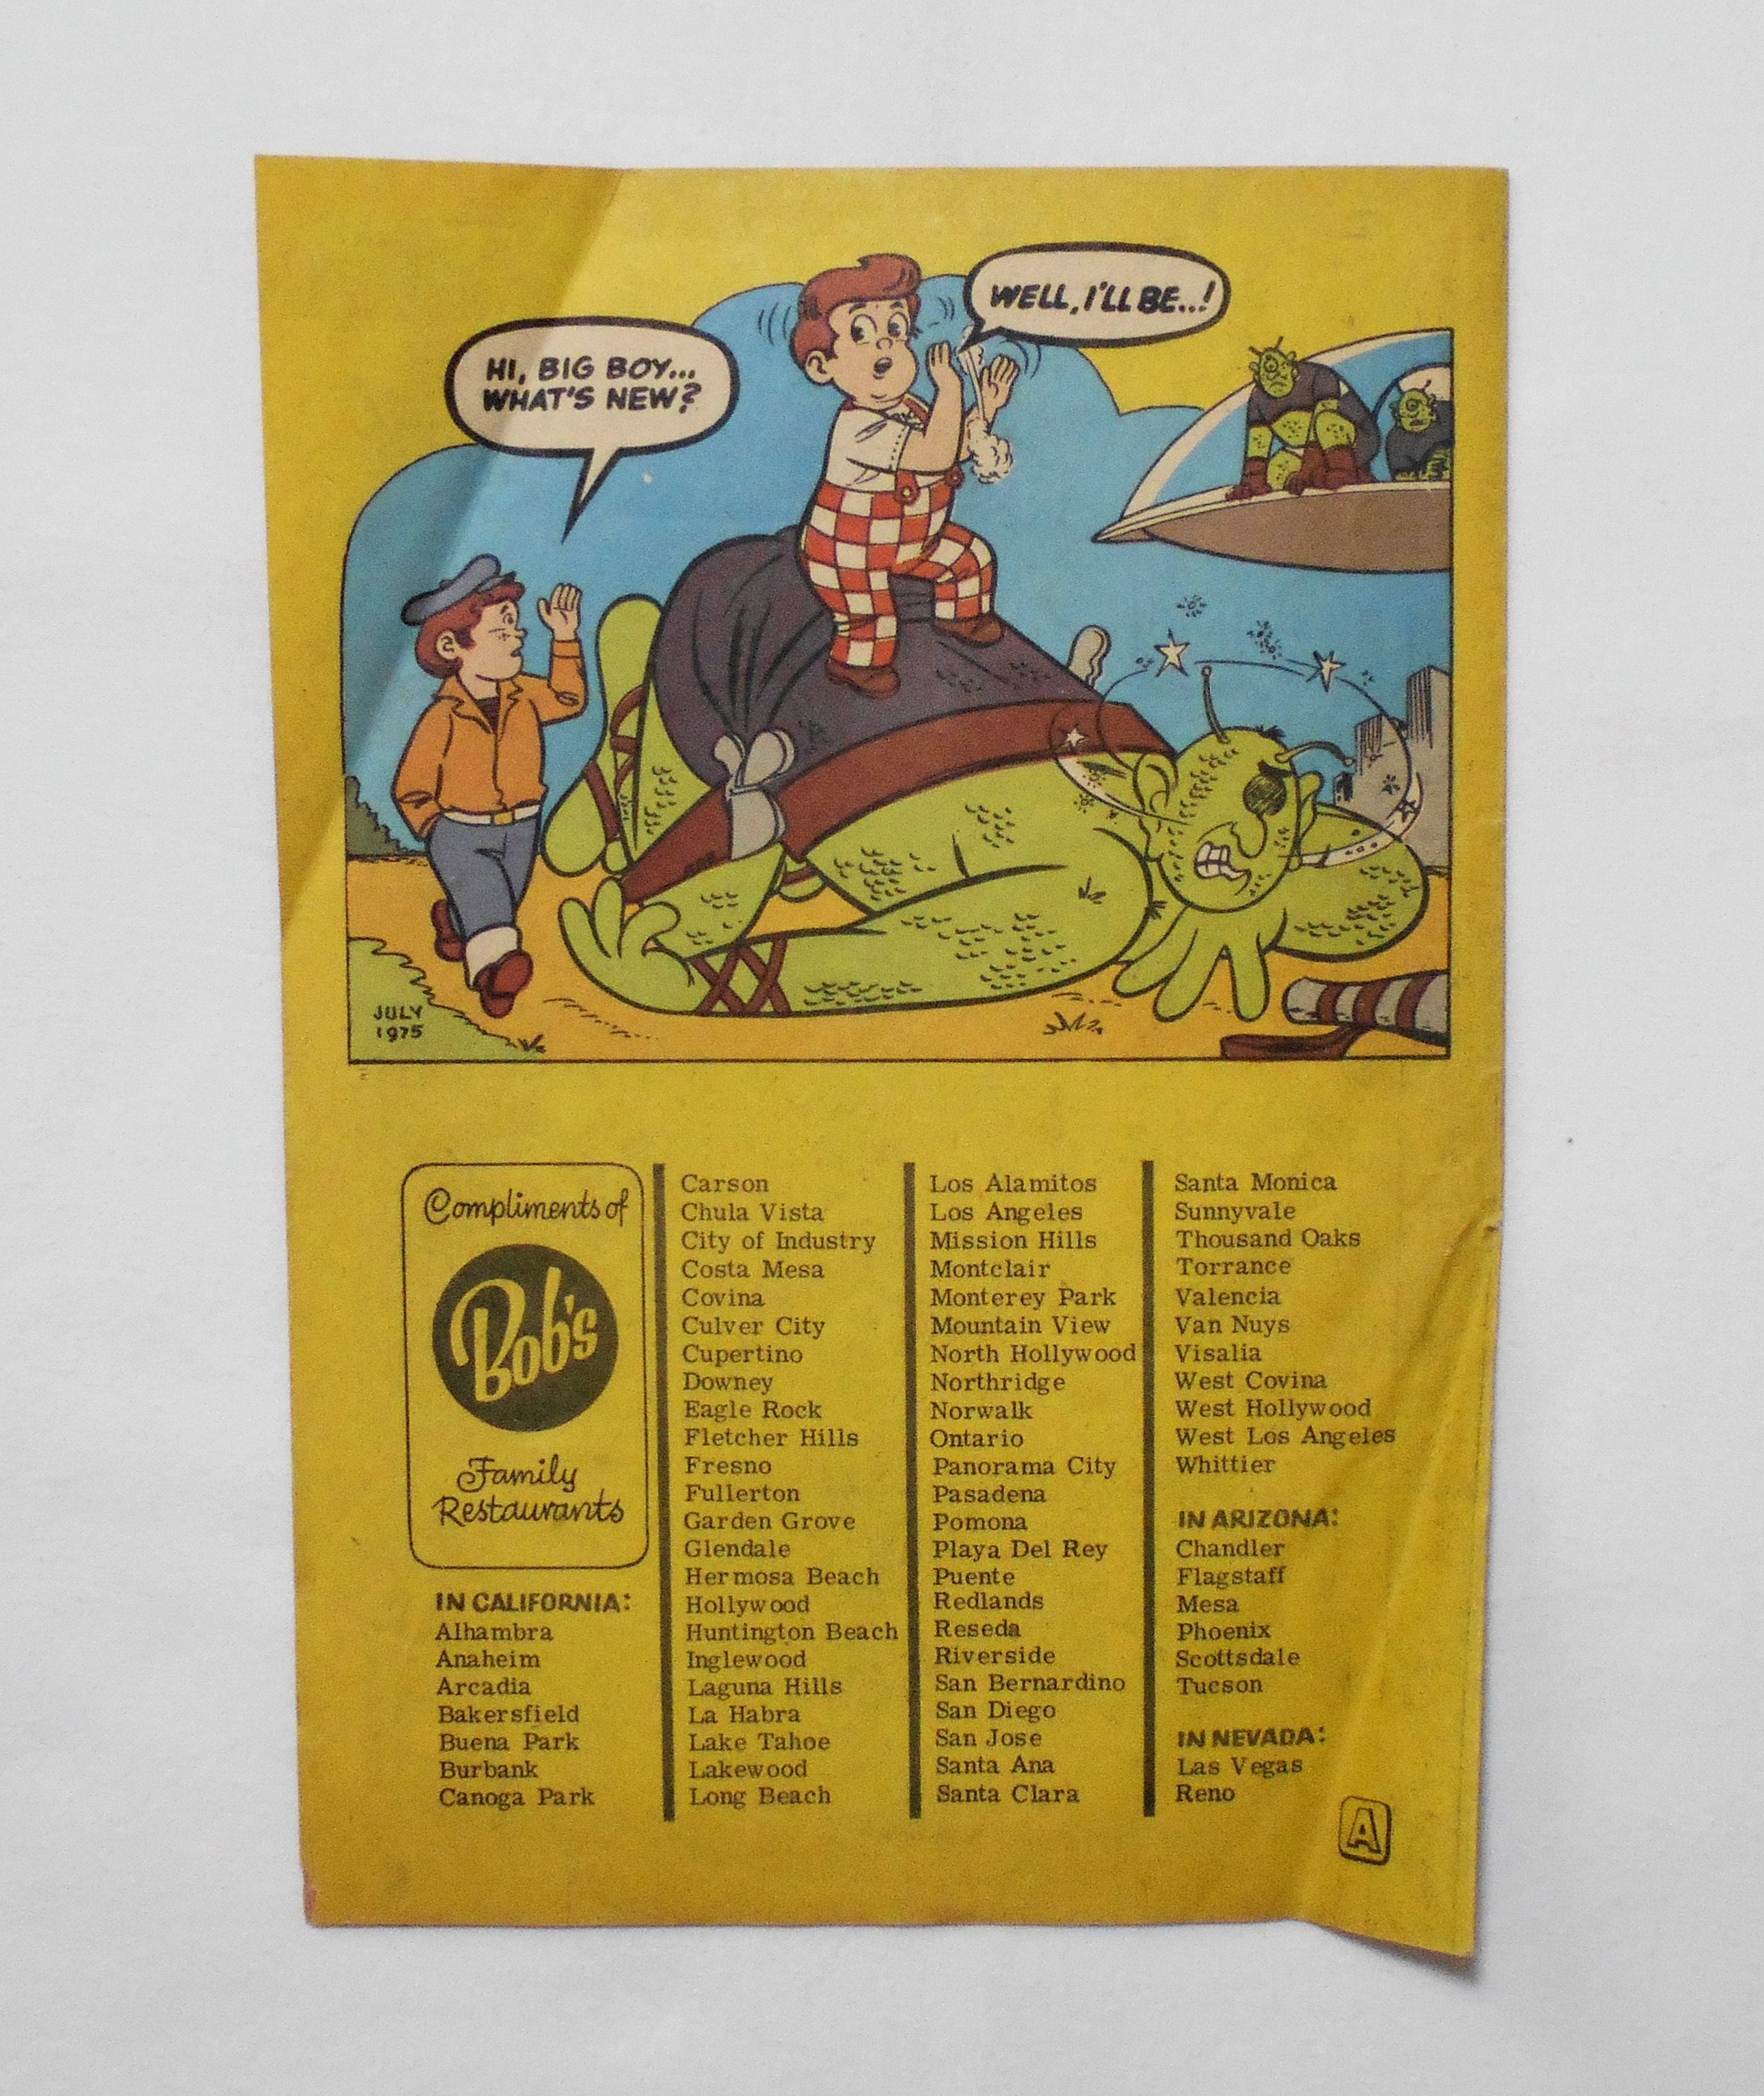 HI, BIG BOY...
WHAT'S NEW?
WELL, I'LL BE..!
JULY
1975
Compliments of
Bob's
Family
Restaurants
IN CALIFORNIA:
Alhambra
Anaheim
Arcadia
Bakersfield
Buena Park
Burbank
Canoga Park
Carson
Chula Vista
City of Industry
Costa Mesa
Covina
Culver City
Cupertino
Downey
Eagle Rock
Fletcher Hills
Fresno
Fullerton
Garden Grove
Glendale
Hermosa Beach
Hollywood
Huntington Beach
Inglewood
Laguna Hills
La Habra
Lake Tahoe
Lakewood
Long Beach
Los Alamitos
Los Angeles
Mission Hills
Montclair
Monterey Park
Mountain View
North Hollywood
Northridge
Norwalk
Ontario
Panorama City
Pasadena
Pomona
Playa Del Rey
Puente
Redlands
Reseda
Riverside
San Bernardino
San Diego
San Jose
Santa Ana
Santa Clara
Santa Monica
Sunnyvale
Thousand Oaks
Torrance
Valencia
Van Nuys
Visalia
West Covina
West Hollywood
West Los Angeles
Whittier
IN ARIZONA:
Chandler
Flagstaff
Mesa
Phoenix
Scottsdale
Tucson
IN NEVADA:
Las Vegas
Reno
A